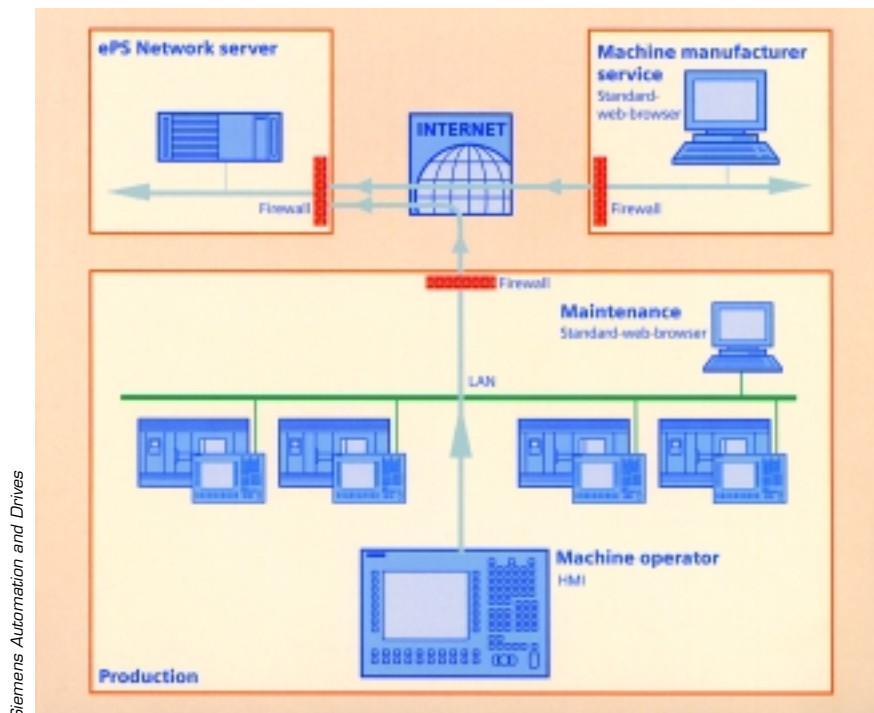 ePS Network server
Firewall
INTERNET
Machine manufacturer
service
Standard-
web-browser
Firewall
Firewall
Maintenance
Standard-web-browser
LAN
Machine operator
HMI
Production
Siemens Automation and Drives